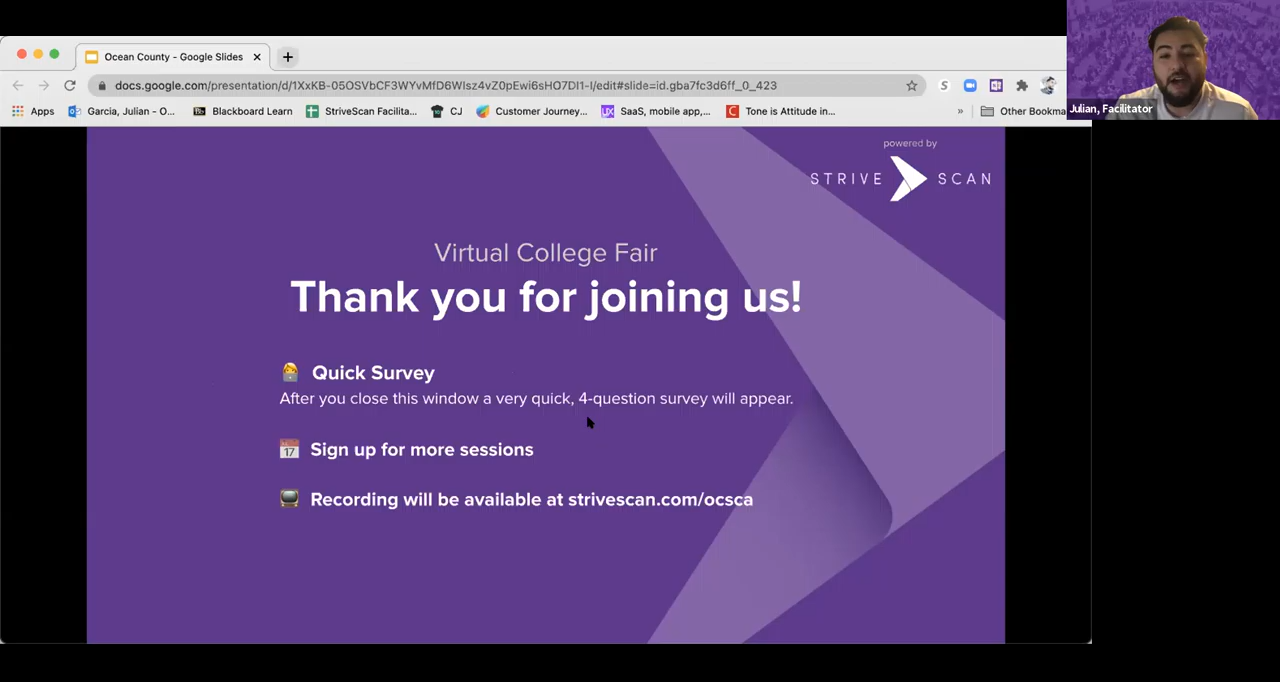 Ocean County - Google Slides
docs.google.com/presentation/d/1XxKB-05OSVbCF3WYvMfD6WIsz4vZ0pEwi6sHO7DI1-I/edit#slide=id.gba7fc3d6ff_0_423
Apps Garcia, Julian - O... Bb Blackboard Learn StriveScan Facilita... CJ Customer Journey... UX SaaS, mobile app,... C Tone is Attitude in... » Other Bookma
Julian, Facilitator
powered by
STRIVE SCAN
Virtual College Fair
Thank you for joining us!
Quick Survey
After you close this window a very quick, 4-question survey will appear.
17 Sign up for more sessions
Recording will be available at strivescan.com/ocsca